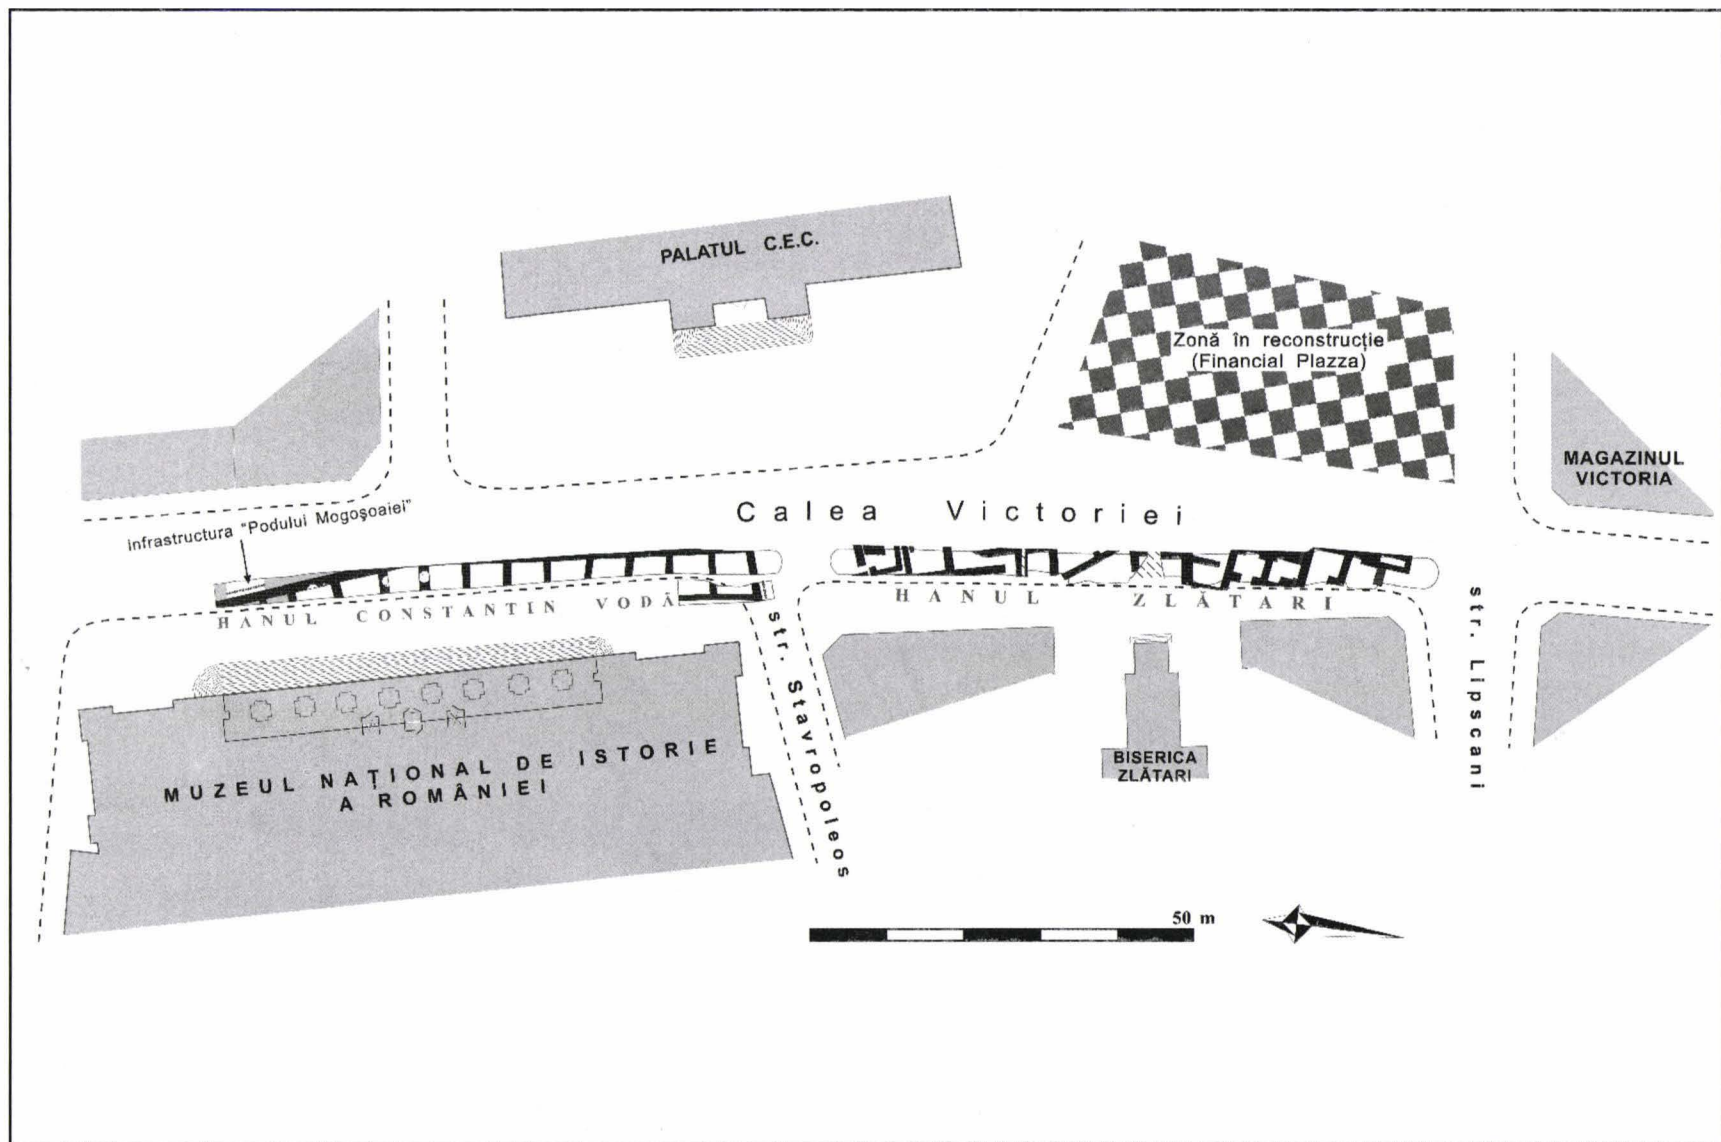 PALATUL C.E.C.
Zonă în reconstrucție
(Financial Plazza)
MAGAZINUL
VICTORIA
Calea Victoriei
infrastructura "Podului Mogoşoaiei"
HANUL CONSTANTIN VODĂ
HANUL ZLĂTARI
str. Stavropoleos
str. Lipscani
MUZEUL NAȚIONAL DE ISTORIE
A ROMÂNIEI
BISERICA
ZLĂTARI
50 m